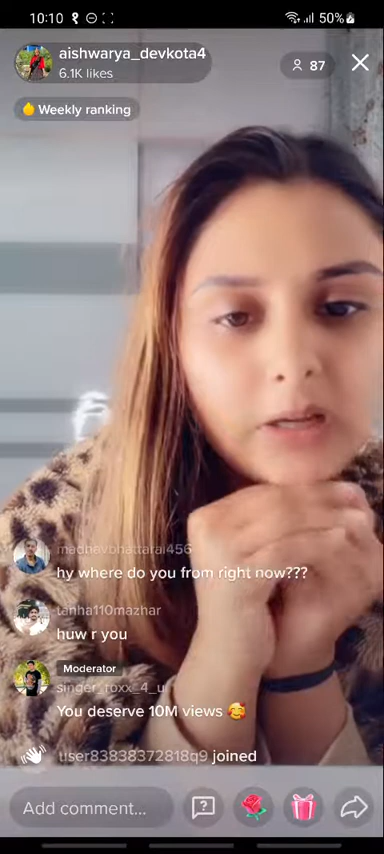 10:10
50%
aishwarya_devkota4
6.1K likes
87
Weekly ranking
madhevbhattarai456
hy where do you from right now???
tanha110mazhar
huw r you
Moderator
singer_roxx_4_u
You deserve 10M views 🥰
user83838372818q9 joined
Add comment...